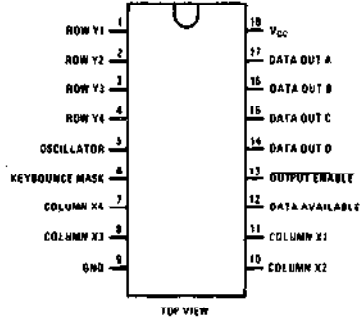 ROW Y1 1 18 VCC
ROW Y2 2 17 DATA OUT A
ROW Y3 3 16 DATA OUT B
ROW Y4 4 15 DATA OUT C
OSCILLATOR 5 14 DATA OUT D
KEYBOUNCE MASK 6 13 OUTPUT ENABLE
COLUMN X4 7 12 DATA AVAILABLE
COLUMN X3 8 11 COLUMN X1
GND 9 10 COLUMN X2
TOP VIEW